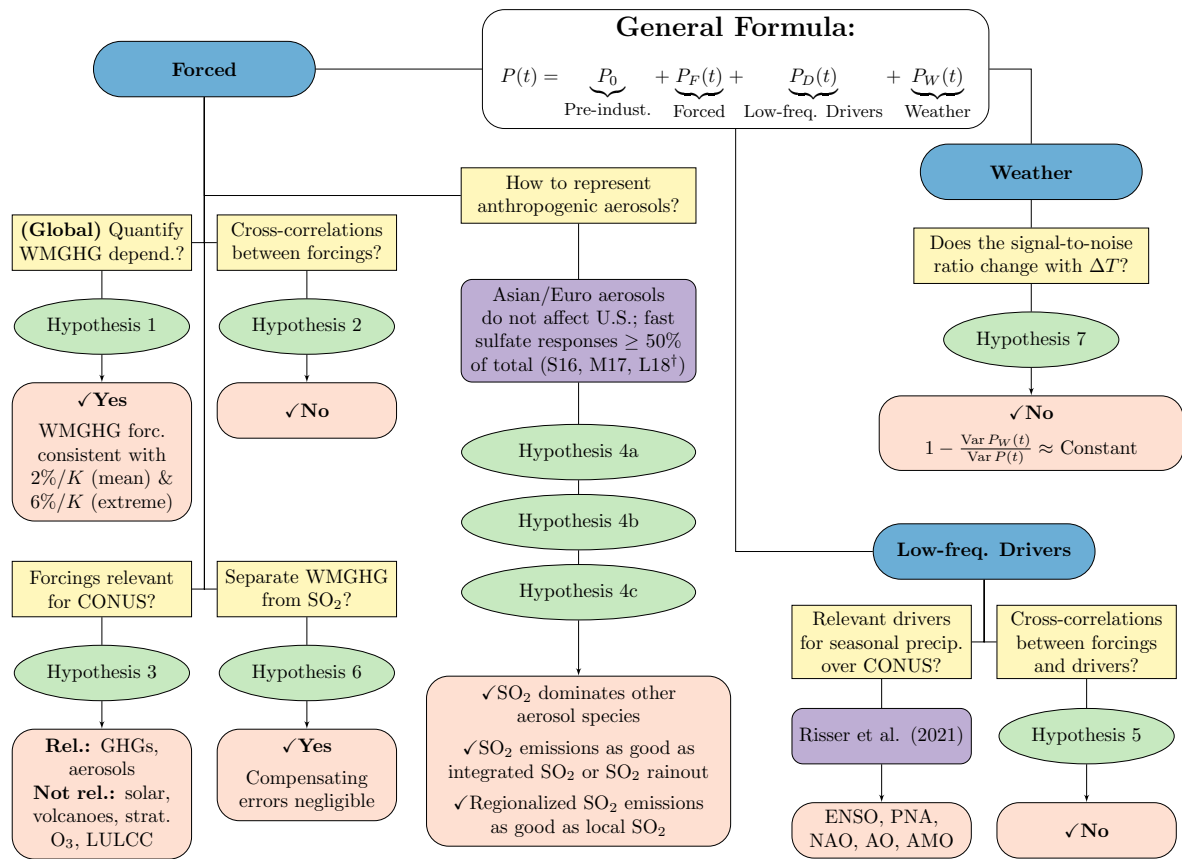 General Formula:
P(t) = P₀ + P_F(t) + P_D(t) + P_W(t)
Pre-indust. Forced Low-freq. Drivers Weather
Forced
(Global) Quantify
WMGHG depend.?
Hypothesis 1
✓Yes
WMGHG forc.
consistent with
2%/K (mean) &
6%/K (extreme)
Cross-correlations
between forcings?
Hypothesis 2
✓No
Forcings relevant
for CONUS?
Hypothesis 3
Rel.: GHGs,
aerosols
Not rel.: solar,
volcanoes, strat.
O₃, LULCC
Separate WMGHG
from SO₂?
Hypothesis 6
✓Yes
Compensating
errors negligible
How to represent
anthropogenic aerosols?
Asian/Euro aerosols
do not affect U.S.; fast
sulfate responses ≥ 50%
of total (S16, M17, L18†)
Hypothesis 4a
Hypothesis 4b
Hypothesis 4c
✓SO₂ dominates other
aerosol species
✓SO₂ emissions as good as
integrated SO₂ or SO₂ rainout
✓Regionalized SO₂ emissions
as good as local SO₂
Weather
Does the signal-to-noise
ratio change with ΔT?
Hypothesis 7
✓No
1 − Var P_W(t) / Var P(t) ≈ Constant
Low-freq. Drivers
Relevant drivers
for seasonal precip.
over CONUS?
Risser et al. (2021)
ENSO, PNA,
NAO, AO, AMO
Cross-correlations
between forcings
and drivers?
Hypothesis 5
✓No